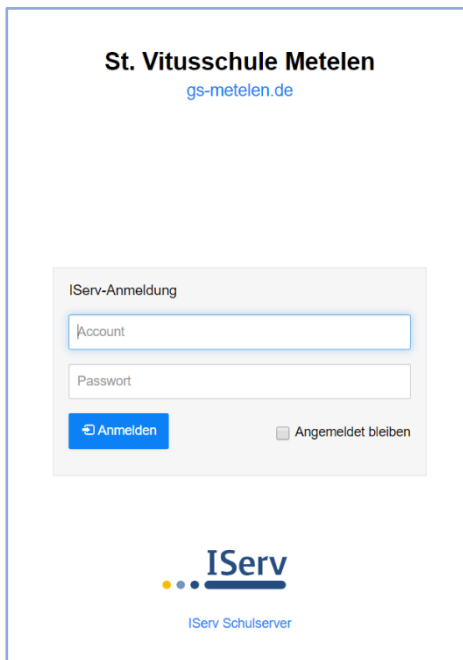 St. Vitusschule Metelen
gs-metelen.de
IServ-Anmeldung
Account
Passwort
Anmelden
Angemeldet bleiben
IServ
IServ Schulserver